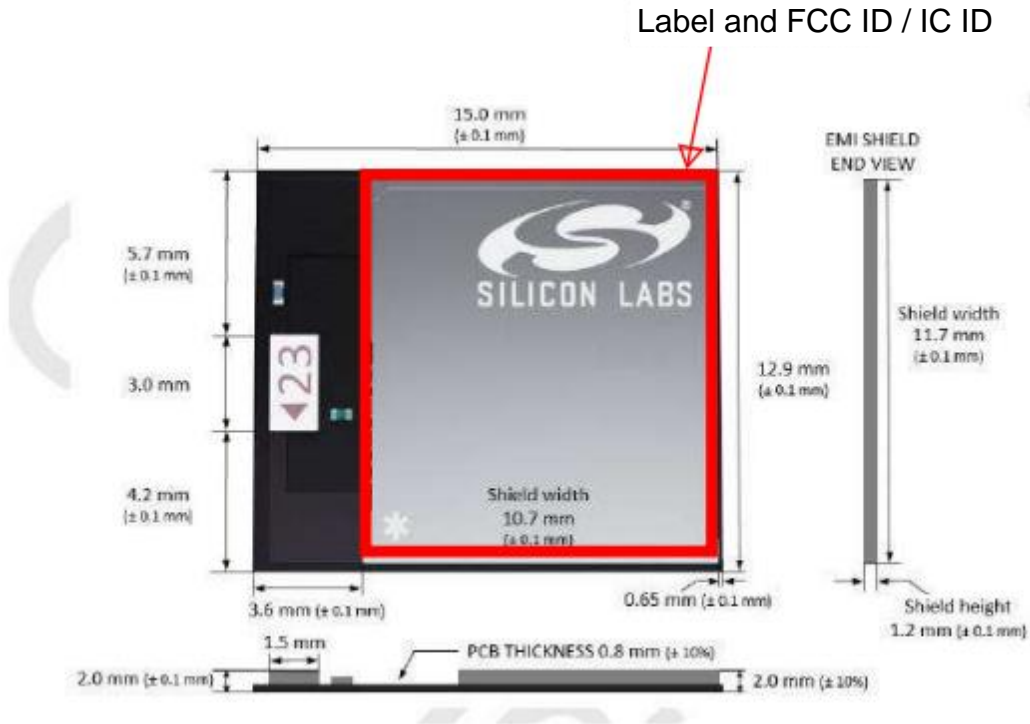 Label and FCC ID / IC ID
15.0 mm
(± 0.1 mm)
EMI SHIELD
END VIEW
5.7 mm
(± 0.1 mm)
SILICON LABS
®
Shield width
11.7 mm
(± 0.1 mm)
3.0 mm
◄23
12.9 mm
(± 0.1 mm)
4.2 mm
(± 0.1 mm)
Shield width
10.7 mm
(± 0.1 mm)
*
3.6 mm (± 0.1 mm)
0.65 mm (± 0.1 mm)
Shield height
1.2 mm (± 0.1 mm)
1.5 mm
PCB THICKNESS 0.8 mm (± 10%)
2.0 mm (± 0.1 mm)
2.0 mm (± 10%)